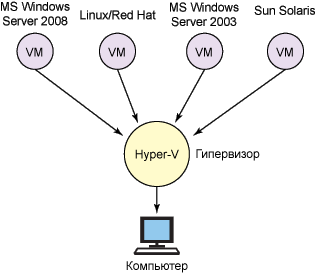 MS Windows
Server 2008
Linux/Red Hat
MS Windows
Server 2003
Sun Solaris
VM
VM
VM
VM
Hyper-V
Гипервизор
Компьютер